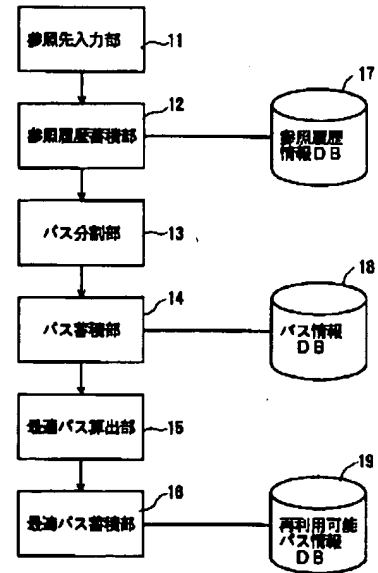 参照先入力部
11
17
12
参照履歴蓄積部
参照履歴
情報DB
パス分割部
13
18
14
パス蓄積部
パス情報
DB
最適パス算出部
15
19
16
最適パス蓄積部
再利用可能
パス情報
DB